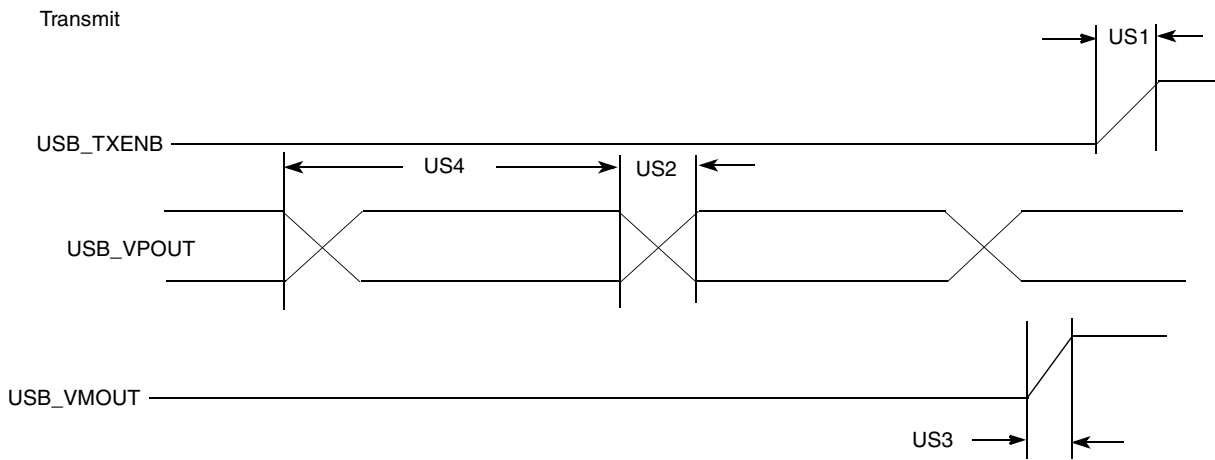 Transmit
US1
USB_TXENB
US4
US2
USB_VPOUT
USB_VMOUT
US3